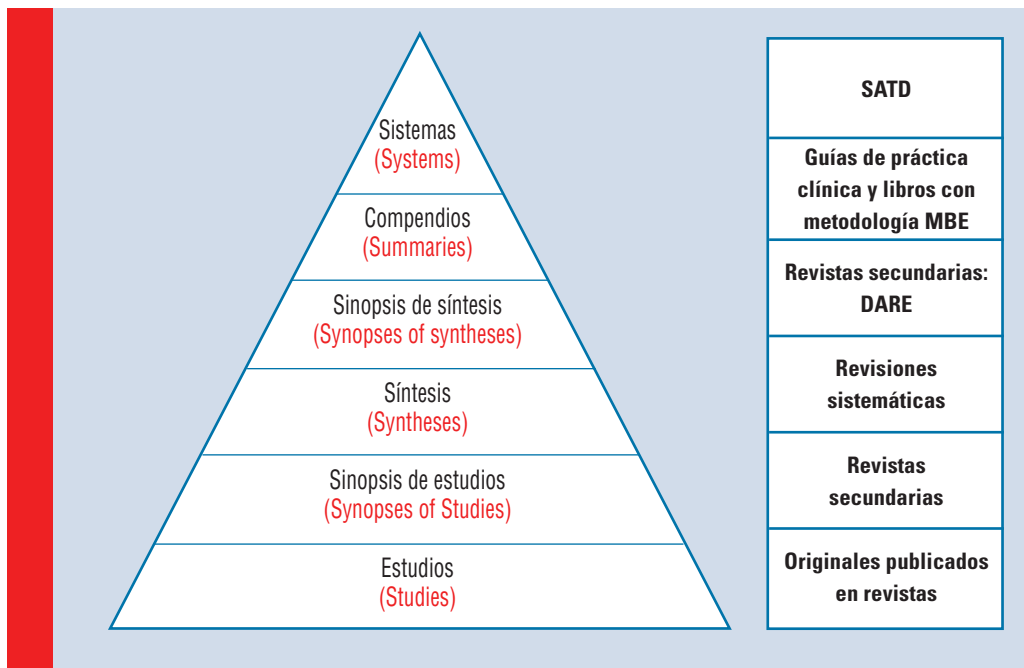 Sistemas
(Systems)
Compendios
(Summaries)
Sinopsis de síntesis
(Synopses of syntheses)
Síntesis
(Syntheses)
Sinopsis de estudios
(Synopses of Studies)
Estudios
(Studies)
SATD
Guías de práctica
clínica y libros con
metodología MBE
Revistas secundarias:
DARE
Revisiones
sistemáticas
Revistas
secundarias
Originales publicados
en revistas